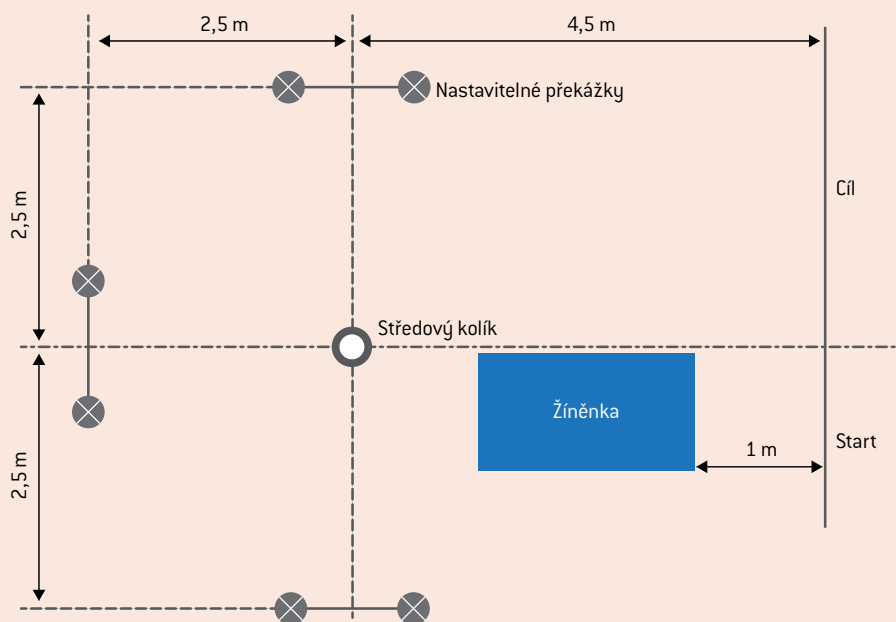 2,5 m
4,5 m
Nastavitelné překážky
2,5 m
Cíl
Středový kolík
Žíněnka
Start
1 m
2,5 m